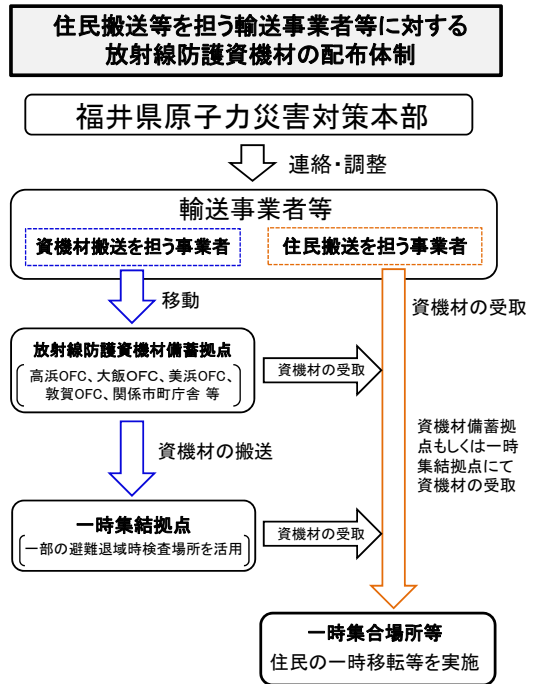 住民搬送等を担う輸送事業者等に対する
放射線防護資機材の配布体制
福井県原子力災害対策本部
連絡・調整
輸送事業者等
資機材搬送を担う事業者
住民搬送を担う事業者
移動
資機材の受取
放射線防護資機材備蓄拠点
高浜OFC、大飯OFC、美浜OFC、
敦賀OFC、関係市町庁舎 等
資機材の受取
資機材の搬送
資機材備蓄拠
点もしくは一時
集結拠点にて
資機材の受取
一時集結拠点
一部の避難退域時検査場所を活用
資機材の受取
一時集合場所等
住民の一時移転等を実施